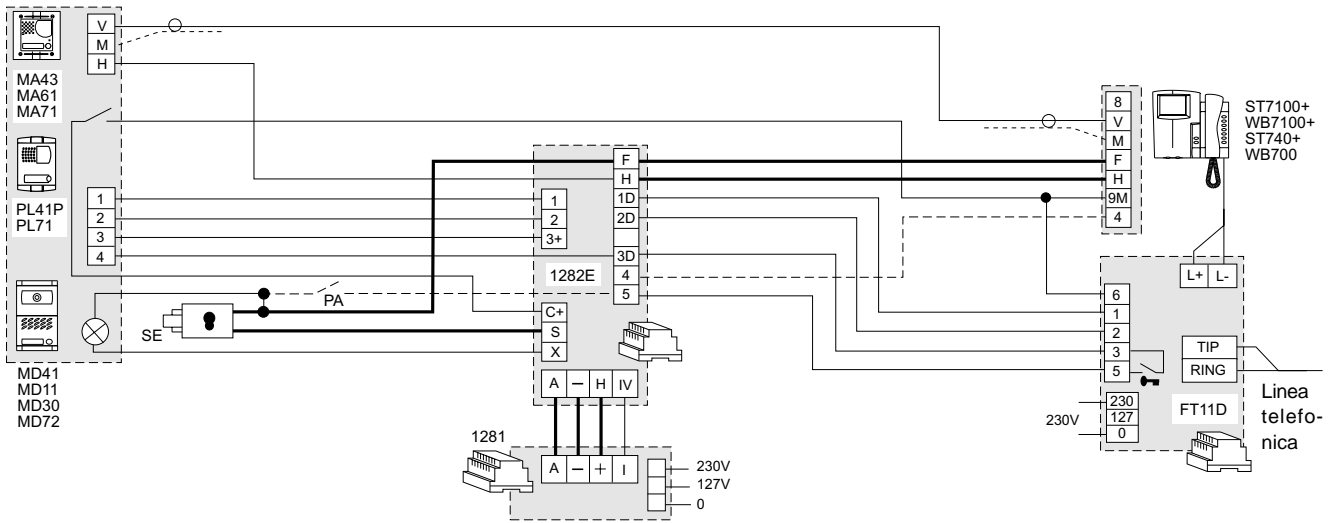 V
M
H
MA43
MA61
MA71
PL41P
PL71
1
2
3
4
MD41
MD11
MD30
MD72
SE
PA
1
2
3+
1282E
C+
S
X
F
H
1D
2D
3D
4
5
A – H IV
1281
A – + I
230V
127V
0
8
V
M
F
H
9M
4
ST7100+
WB7100+
ST740+
WB700
L+ L-
6
1
2
3
5
TIP
RING
230
127
0
230V
FT11D
Linea
telefo-
nica